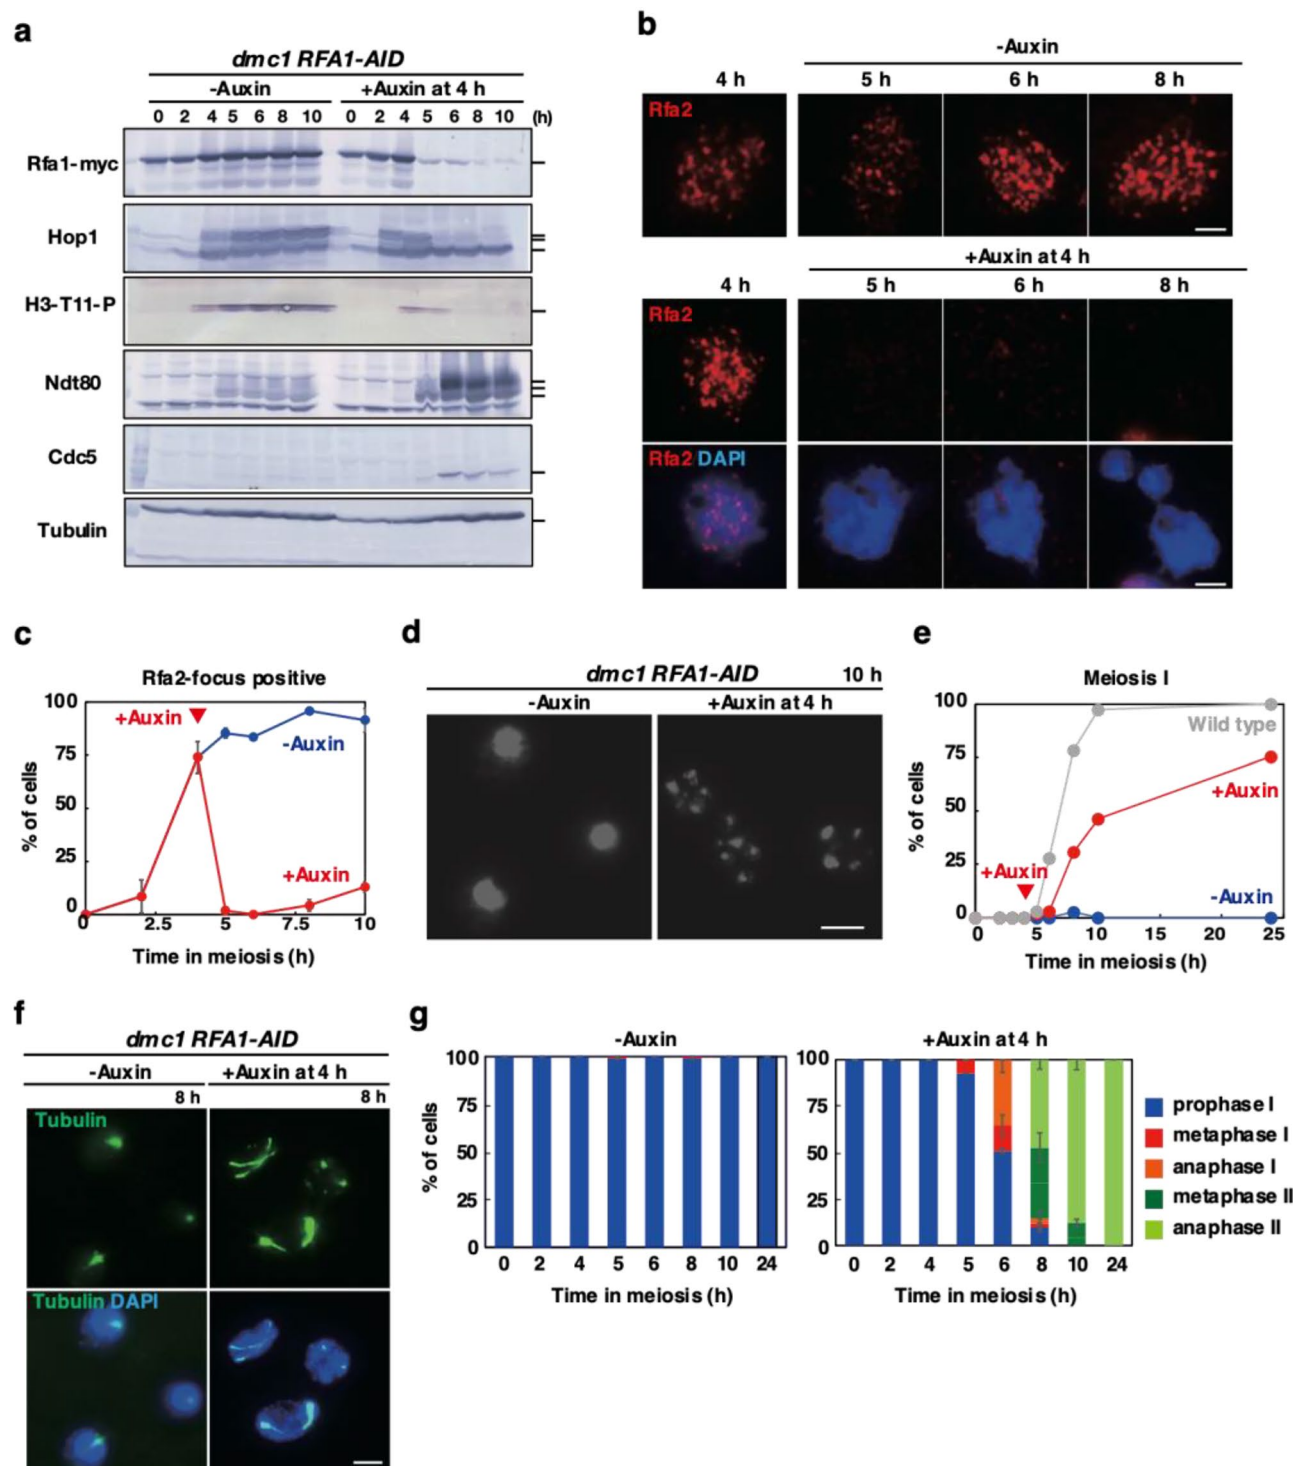 a
dmc1 RFA1-AID
-Auxin +Auxin at 4 h
0 2 4 5 6 8 10 0 2 4 5 6 8 10 (h)
Rfa1-myc
Hop1
H3-T11-P
Ndt80
Cdc5
Tubulin
b
-Auxin
4 h 5 h 6 h 8 h
Rfa2
+Auxin at 4 h
4 h 5 h 6 h 8 h
Rfa2
Rfa2 DAPI
c
Rfa2-focus positive
100
75
50
25
0
% of cells
+Auxin
-Auxin
+Auxin
0 2.5 5 7.5 10
Time in meiosis (h)
d
dmc1 RFA1-AID 10 h
-Auxin +Auxin at 4 h
e
Meiosis I
100
75
50
25
0
% of cells
Wild type
+Auxin
+Auxin
-Auxin
0 5 10 15 20 25
Time in meiosis (h)
f
dmc1 RFA1-AID
-Auxin +Auxin at 4 h
8 h 8 h
Tubulin
Tubulin DAPI
g
-Auxin
100
75
50
25
0
% of cells
0 2 4 5 6 8 10 24
Time in meiosis (h)
+Auxin at 4 h
100
75
50
25
0
0 2 4 5 6 8 10 24
Time in meiosis (h)
prophase I
metaphase I
anaphase I
metaphase II
anaphase II